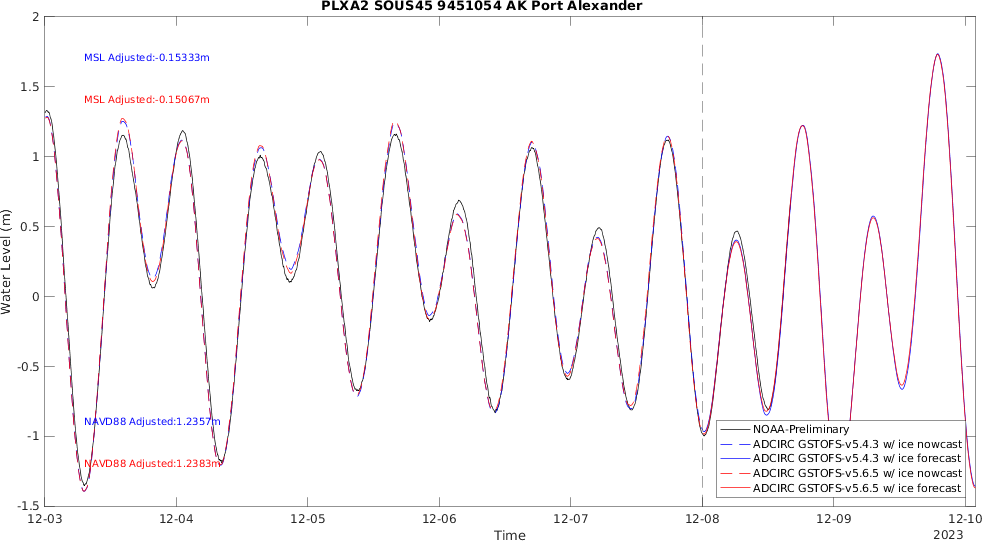 PLXA2 SOUS45 9451054 AK Port Alexander
2
1.5
1
0.5
0
-0.5
-1
-1.5
Water Level (m)
MSL Adjusted:-0.15333m
MSL Adjusted:-0.15067m
NAVD88 Adjusted:1.2357m
NAVD88 Adjusted:1.2383m
NOAA-Preliminary
ADCIRC GSTOFS-v5.4.3 w/ ice nowcast
ADCIRC GSTOFS-v5.4.3 w/ ice forecast
ADCIRC GSTOFS-v5.6.5 w/ ice nowcast
ADCIRC GSTOFS-v5.6.5 w/ ice forecast
12-03 12-04 12-05 12-06 12-07 12-08 12-09 12-10
Time
2023